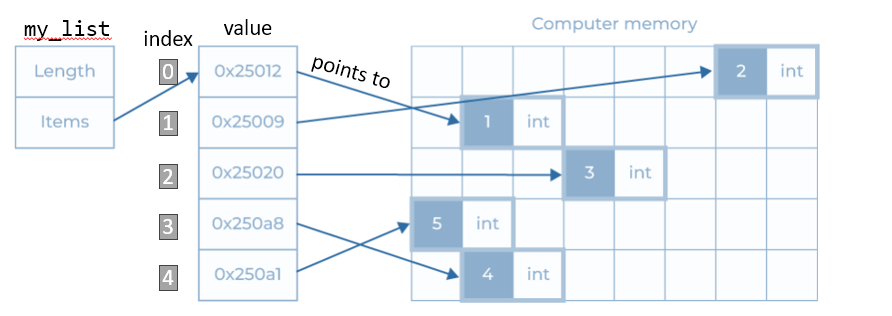 Computer memory
my_list
index
value
Length
0
0x25012
points to
2 int
Items
1
0x25009
1 int
2
0x25020
3 int
3
0x250a8
5 int
4
0x250a1
4 int